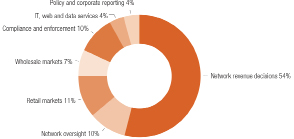 Policy and corporate reporting 4%
IT, web and data services 4%
Compliance and enforcement 10%
Wholesale markets 7%
Network revenue decisions 54%
Retail markets 11%
Network oversight 10%